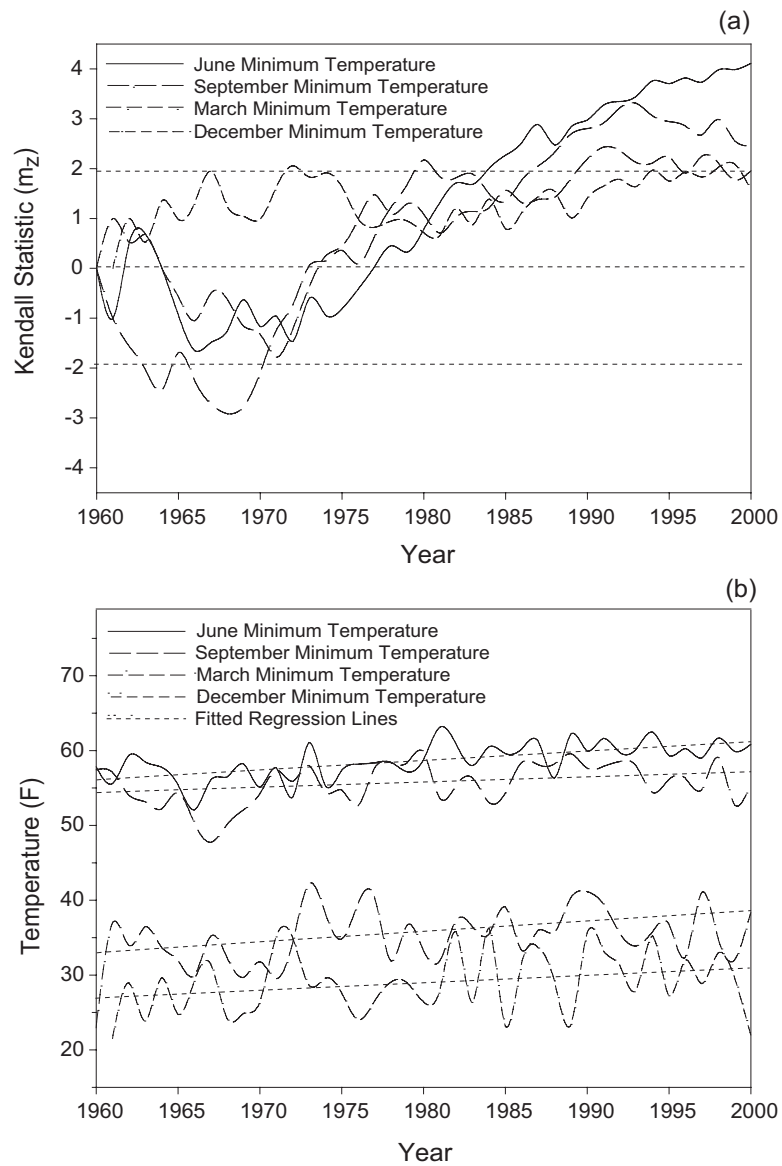 (a)
June Minimum Temperature
September Minimum Temperature
March Minimum Temperature
December Minimum Temperature
Kendall Statistic (mZ)
4
3
2
1
0
-1
-2
-3
-4
1960 1965 1970 1975 1980 1985 1990 1995 2000
Year
(b)
June Minimum Temperature
September Minimum Temperature
March Minimum Temperature
December Minimum Temperature
Fitted Regression Lines
Temperature (F)
70
60
50
40
30
20
1960 1965 1970 1975 1980 1985 1990 1995 2000
Year